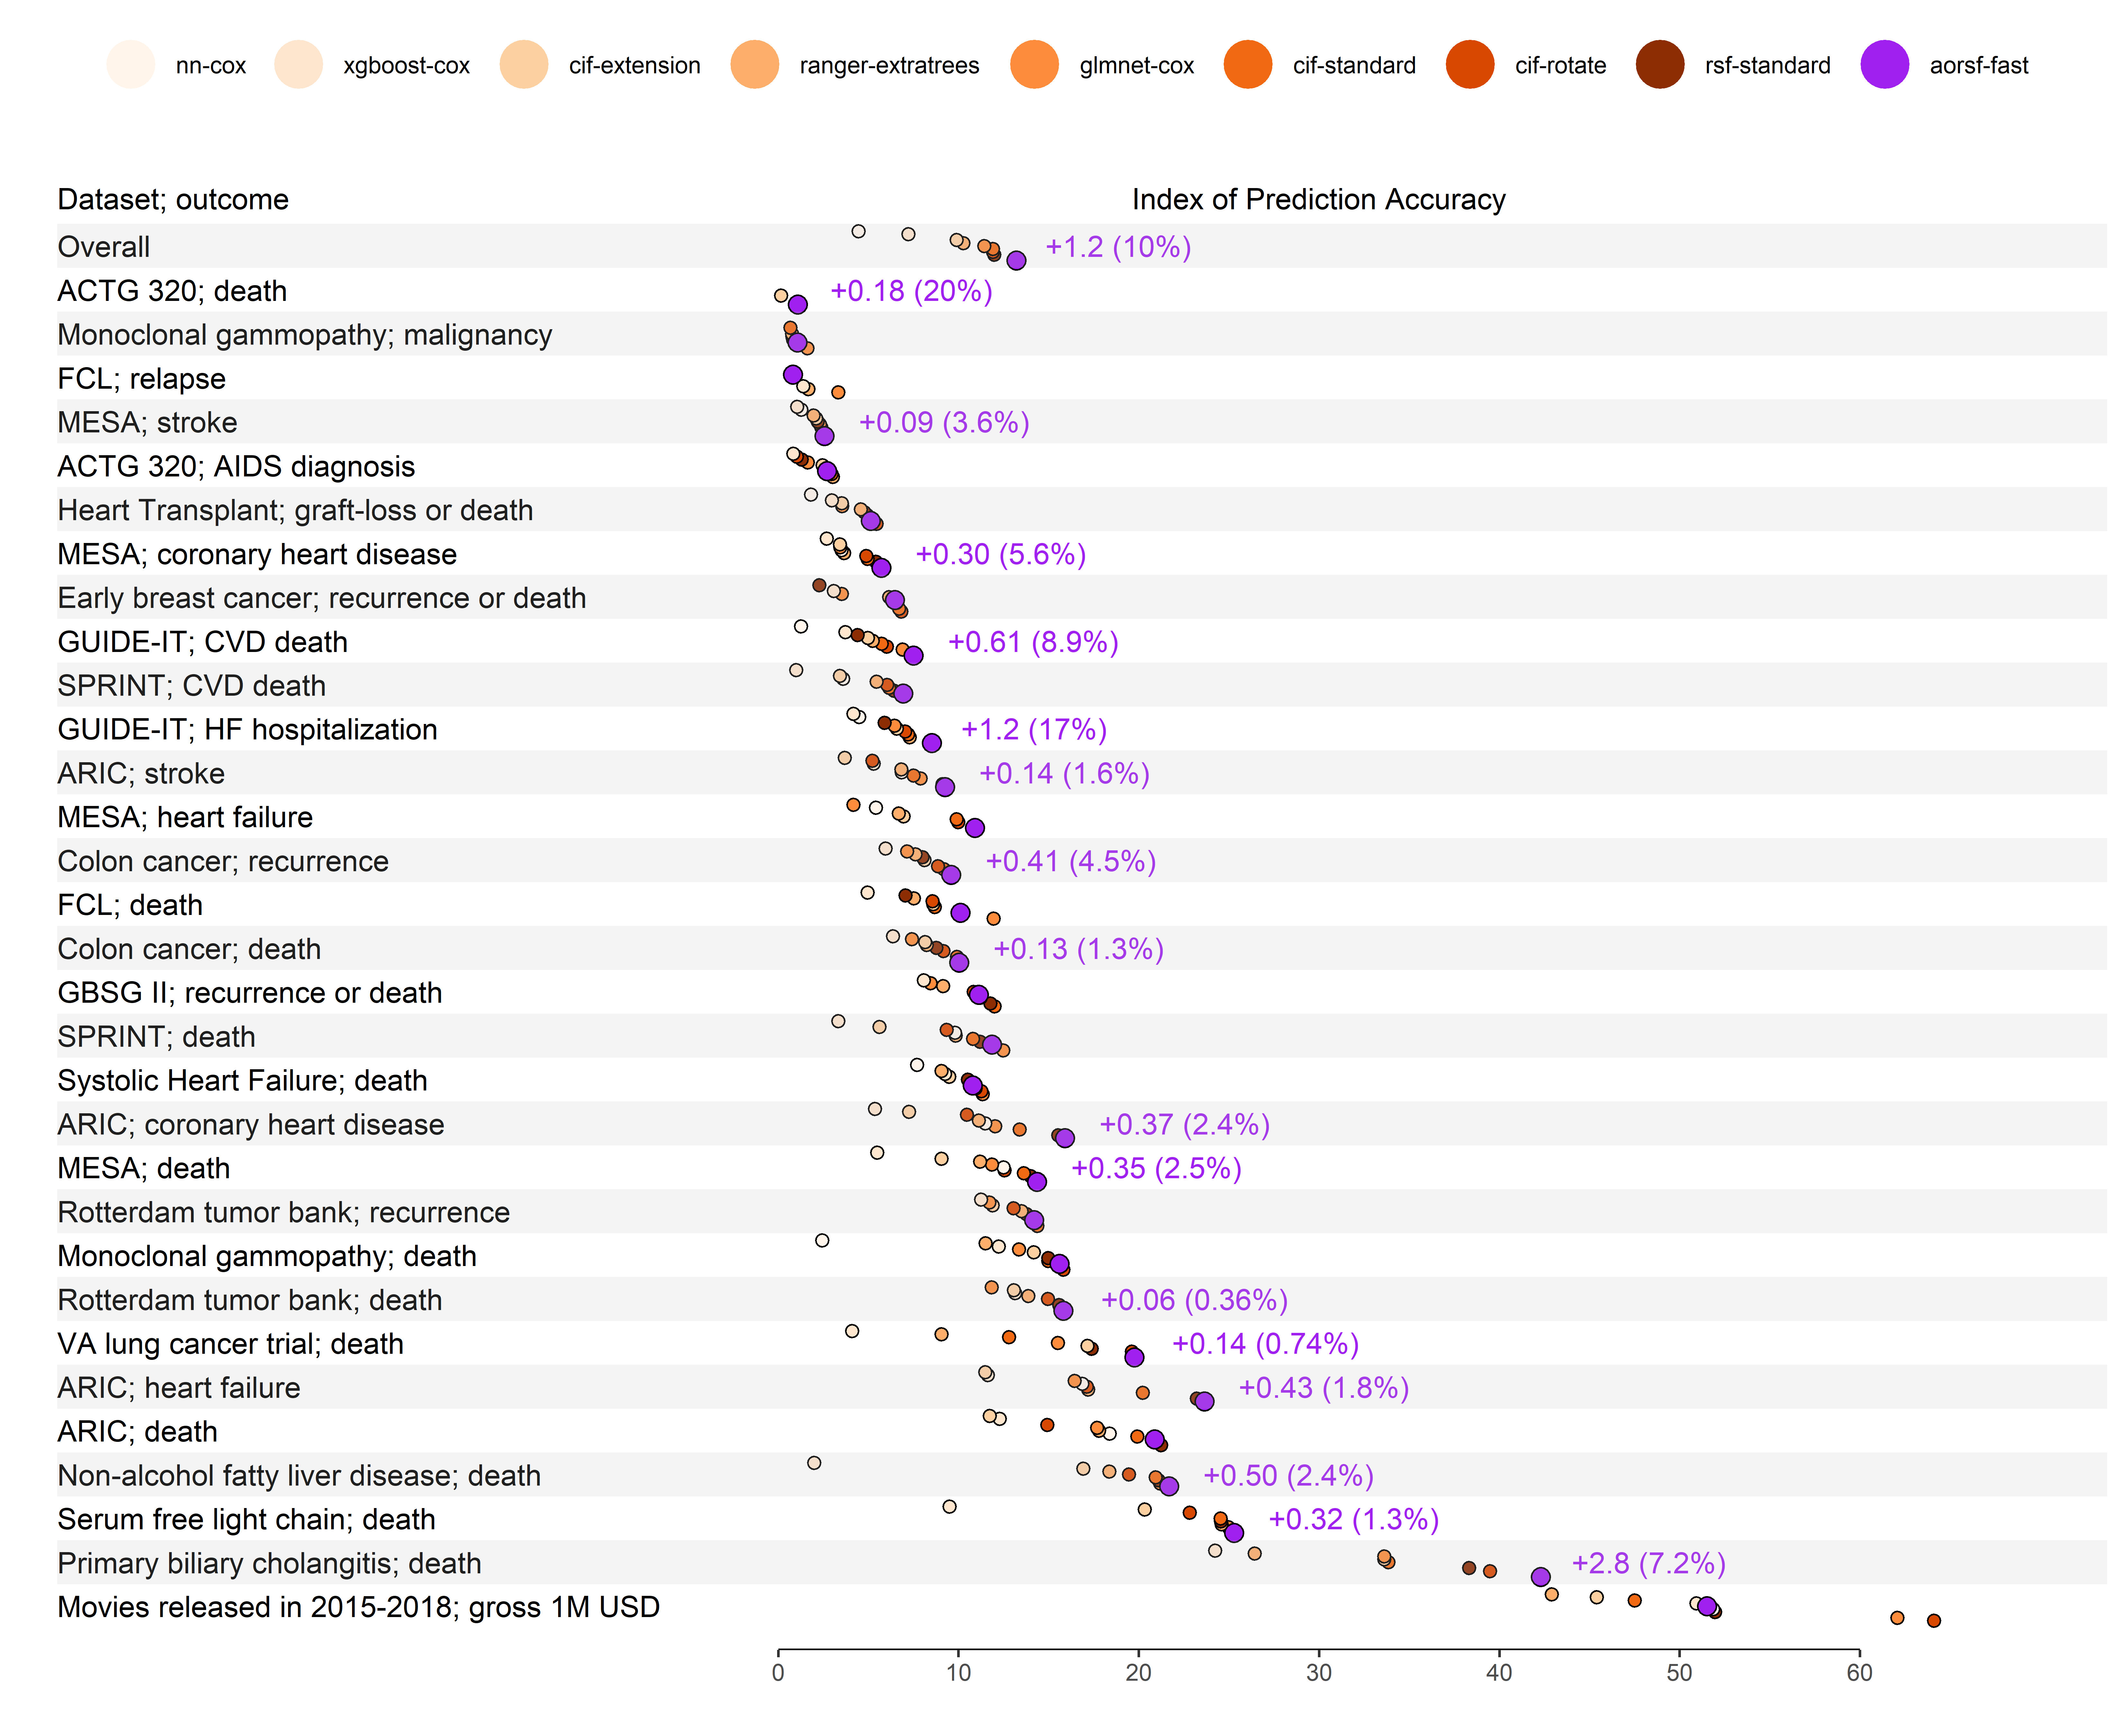 nn-cox xgboost-cox cif-extension ranger-extratrees glmnet-cox cif-standard cif-rotate rsf-standard aorsf-fast
Dataset; outcome Index of Prediction Accuracy
Overall +1.2 (10%)
ACTG 320; death +0.18 (20%)
Monoclonal gammopathy; malignancy
FCL; relapse
MESA; stroke +0.09 (3.6%)
ACTG 320; AIDS diagnosis
Heart Transplant; graft-loss or death
MESA; coronary heart disease +0.30 (5.6%)
Early breast cancer; recurrence or death
GUIDE-IT; CVD death +0.61 (8.9%)
SPRINT; CVD death
GUIDE-IT; HF hospitalization +1.2 (17%)
ARIC; stroke +0.14 (1.6%)
MESA; heart failure
Colon cancer; recurrence +0.41 (4.5%)
FCL; death
Colon cancer; death +0.13 (1.3%)
GBSG II; recurrence or death
SPRINT; death
Systolic Heart Failure; death
ARIC; coronary heart disease +0.37 (2.4%)
MESA; death +0.35 (2.5%)
Rotterdam tumor bank; recurrence
Monoclonal gammopathy; death
Rotterdam tumor bank; death +0.06 (0.36%)
VA lung cancer trial; death +0.14 (0.74%)
ARIC; heart failure +0.43 (1.8%)
ARIC; death
Non-alcohol fatty liver disease; death +0.50 (2.4%)
Serum free light chain; death +0.32 (1.3%)
Primary biliary cholangitis; death +2.8 (7.2%)
Movies released in 2015-2018; gross 1M USD
0 10 20 30 40 50 60